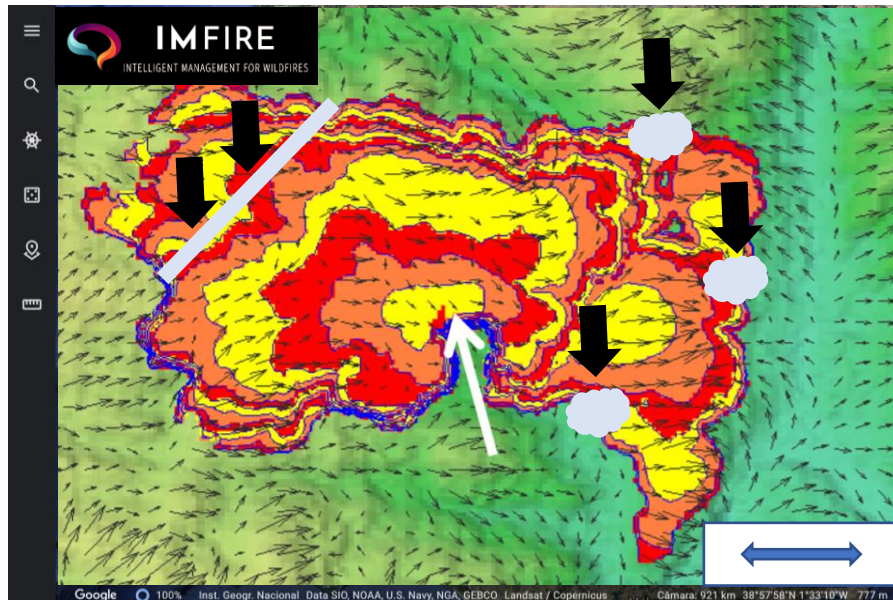 IMFIRE
INTELLIGENT MANAGEMENT FOR WILDFIRES
Google 100% Inst. Geogr. Nacional Data SIO, NOAA, U.S. Navy, NGA, GEBCO Landsat / Copernicus Câmara: 921 km 38°57'58"N 1°33'10"W 777 m